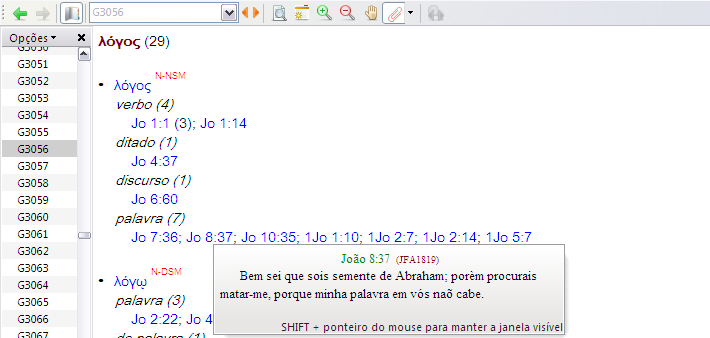 G3056
Opções
λόγος (29)
G3050
G3051
G3052
G3053
G3054
G3055
G3056
G3057
G3058
G3059
G3060
G3061
G3062
G3063
G3064
G3065
G3066
G3067
• λόγος N-NSM
verbo (4)
Jo 1:1 (3); Jo 1:14
ditado (1)
Jo 4:37
discurso (1)
Jo 6:60
palavra (7)
Jo 7:36; Jo 8:37; Jo 10:35; 1Jo 1:10; 1Jo 2:7; 1Jo 2:14; 1Jo 5:7
João 8:37 (JFA1819)
Bem sei que sois semente de Abraham; porèm procurais
matar-me, porque minha palavra em vós naõ cabe.
SHIFT + ponteiro do mouse para manter a janela visível
• λόγῳ N-DSM
palavra (3)
Jo 2:22; Jo 4
de palavra (1)